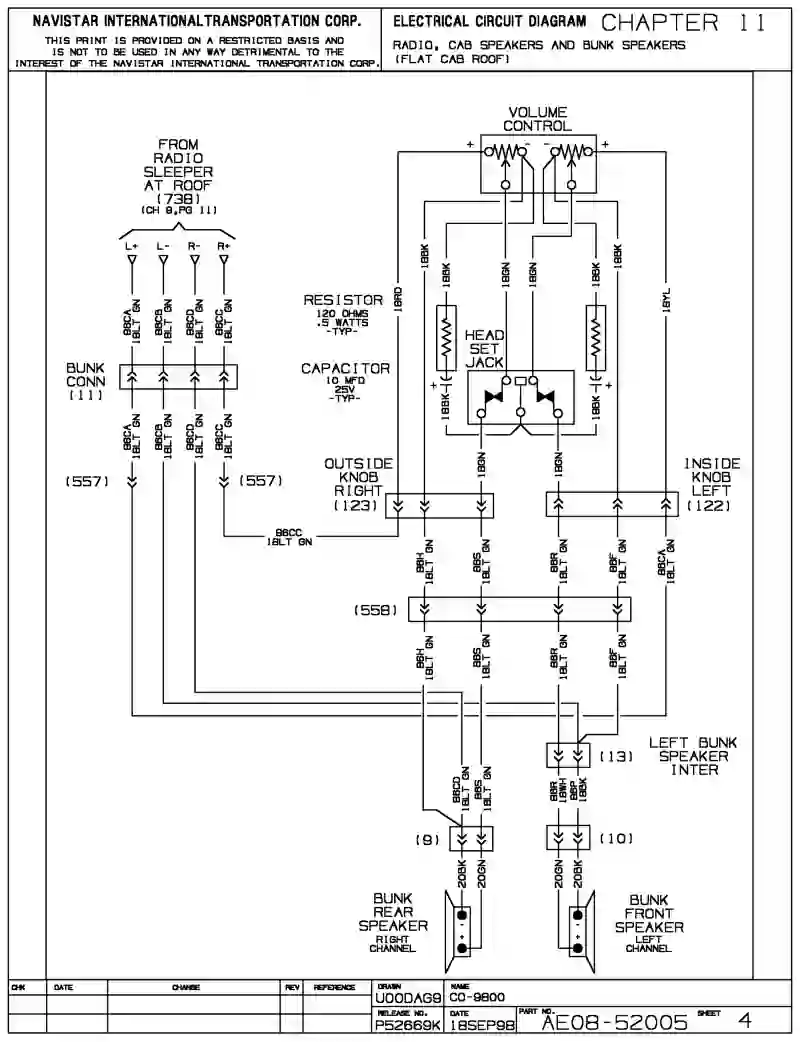 NAVISTAR INTERNATIONALTRANSPORTATION CORP.
THIS PRINT IS PROVIDED ON A RESTRICTED BASIS AND
IS NOT TO BE USED IN ANY WAY DETRIMENTAL TO THE
INTEREST OF THE NAVISTAR INTERNATIONAL TRANSPORTATION CORP.
ELECTRICAL CIRCUIT DIAGRAM CHAPTER 11
RADIO, CAB SPEAKERS AND BUNK SPEAKERS
(FLAT CAB ROOF)
VOLUME
CONTROL
+ - - +
FROM
RADIO
SLEEPER
AT ROOF
(738)
(CH 8,PG 11)
L+ L- R- R+
18BK 18BK 18GN 18GN 18BK 18BK
18RD 18YL
86CA 18LT GN
86CB 18LT GN
86CD 18LT GN
86CC 18LT GN
RESISTOR
120 OHMS
.5 WATTS
-TYP-
HEAD
SET
JACK
BUNK
CONN
(11)
CAPACITOR
10 MFD
25V
-TYP-
+ +
18BK 18BK
86CA 18LT GN
86CB 18LT GN
86CD 18LT GN
86CC 18LT GN
18GN 18GN
(557) (557)
OUTSIDE
KNOB
RIGHT
(123)
INSIDE
KNOB
LEFT
(122)
86CC
18LT GN
86H 18LT GN
86S 18LT GN
86R 18LT GN
86F 18LT GN
86CA 18LT GN
(558)
86H 18LT GN
86S 18LT GN
86R 18LT GN
86F 18LT GN
LEFT BUNK
SPEAKER
INTER
(13)
86CD 18LT GN
86S 18LT GN
86R 18WH
86P 18BK
(9) (10)
20BK 20GN 20GN 20BK
BUNK
REAR
SPEAKER
RIGHT
CHANNEL
- +
- +
BUNK
FRONT
SPEAKER
LEFT
CHANNEL
CHK DATE CHANGE REV REFERENCE
DRAWN
UOODAG9
NAME
CO-9800
RELEASE NO.
P52669K
DATE
18SEP98
PART NO.
AE08-52005
SHEET 4